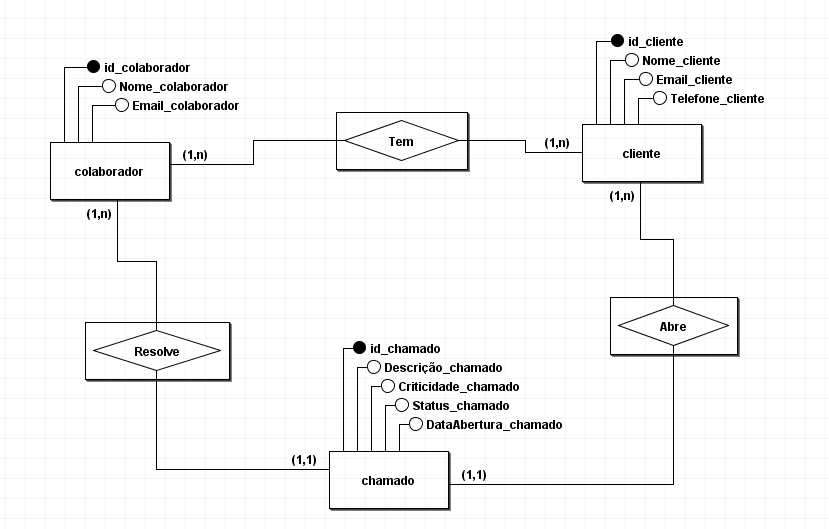 id_colaborador
Nome_colaborador
Email_colaborador
colaborador
(1,n)
Tem
(1,n)
id_cliente
Nome_cliente
Email_cliente
Telefone_cliente
cliente
(1,n)
(1,n)
Resolve
Abre
id_chamado
Descrição_chamado
Criticidade_chamado
Status_chamado
DataAbertura_chamado
(1,1)
chamado
(1,1)